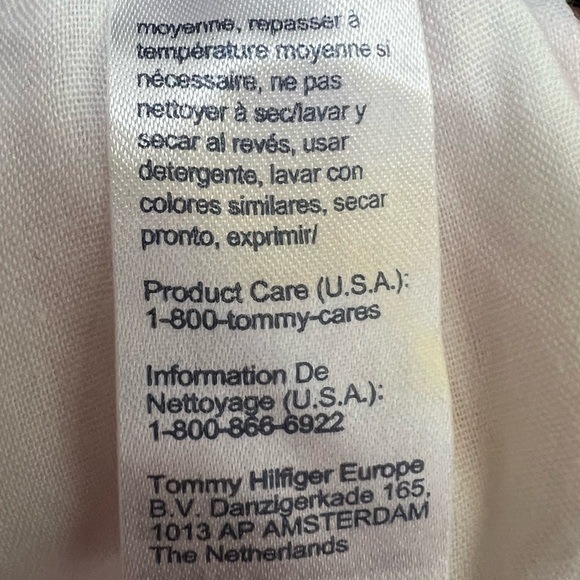 moyenne, repasser à
température moyenne si
nécessaire, ne pas
nettoyer à sec/lavar y
secar al revés, usar
detergente, lavar con
colores similares, secar
pronto, exprimir/
Product Care (U.S.A.):
1-800-tommy-cares
Information De
Nettoyage (U.S.A.):
1-800-866-6922
Tommy Hilfiger Europe
B.V. Danzigerkade 165,
1013 AP AMSTERDAM
The Netherlands